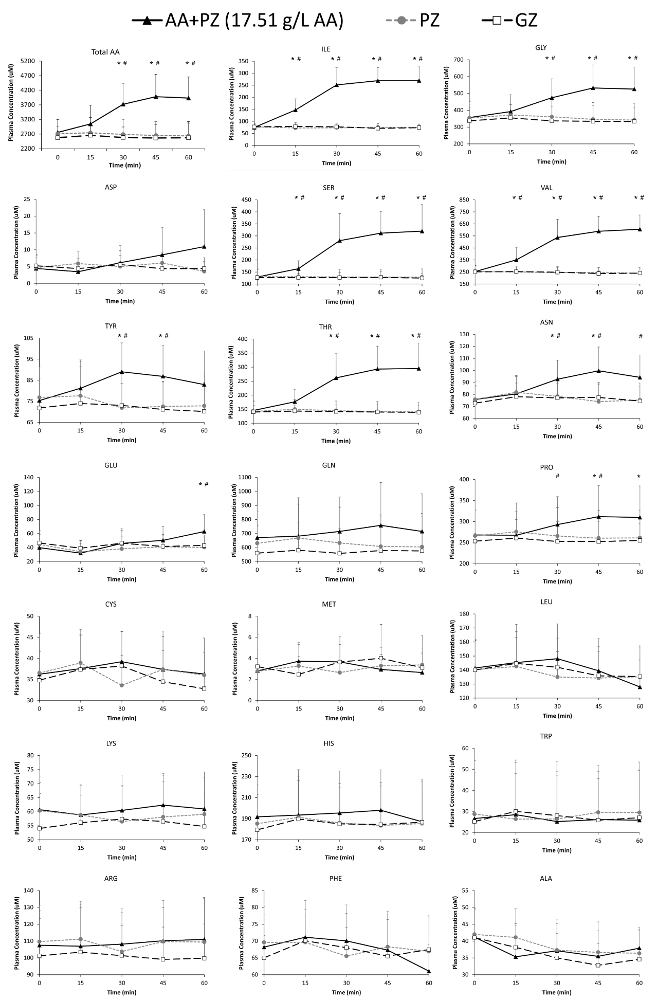 AA+PZ (17.51 g/L AA) PZ GZ
Total AA
Plasma Concentration (uM)
5200
4700
4200
3700
3200
2700
2200
* # * # * #
0 15 30 45 60
Time (min)
ILE
Plasma Concentration (uM)
350
300
250
200
150
100
50
0
* # * # * # * #
0 15 30 45 60
Time (min)
GLY
Plasma Concentration (uM)
700
600
500
400
300
200
* # * # * #
0 15 30 45 60
Time (min)
ASP
Plasma Concentration (uM)
25
20
15
10
5
0
0 15 30 45 60
Time (min)
SER
Plasma Concentration (uM)
450
400
350
300
250
200
150
100
* # * # * # * #
0 15 30 45 60
Time (min)
VAL
Plasma Concentration (uM)
850
750
650
550
450
350
250
150
* # * # * # * #
0 15 30 45 60
Time (min)
TYR
Plasma Concentration (uM)
105
95
85
75
65
* # * #
0 15 30 45 60
Time (min)
THR
Plasma Concentration (uM)
400
350
300
250
200
150
100
* # * # * #
0 15 30 45 60
Time (min)
ASN
Plasma Concentration (uM)
130
120
110
100
90
80
70
60
* # * # #
0 15 30 45 60
Time (min)
GLU
Plasma Concentration (uM)
140
120
100
80
60
40
20
* #
0 15 30 45 60
Time (min)
GLN
Plasma Concentration (uM)
1100
1000
900
800
700
600
500
0 15 30 45 60
Time (min)
PRO
Plasma Concentration (uM)
400
350
300
250
200
# * # *
0 15 30 45 60
Time (min)
CYS
Plasma Concentration (uM)
50
45
40
35
30
0 15 30 45 60
Time (min)
MET
Plasma Concentration (uM)
8
6
4
2
0
0 15 30 45 60
Time (min)
LEU
Plasma Concentration (uM)
180
170
160
150
140
130
120
0 15 30 45 60
Time (min)
LYS
Plasma Concentration (uM)
80
75
70
65
60
55
50
0 15 30 45 60
Time (min)
HIS
Plasma Concentration (uM)
250
230
210
190
170
0 15 30 45 60
Time (min)
TRP
Plasma Concentration (uM)
60
50
40
30
20
0 15 30 45 60
Time (min)
ARG
Plasma Concentration (uM)
140
130
120
110
100
90
0 15 30 45 60
Time (min)
PHE
Plasma Concentration (uM)
85
80
75
70
65
60
0 15 30 45 60
Time (min)
ALA
Plasma Concentration (uM)
55
50
45
40
35
30
0 15 30 45 60
Time (min)